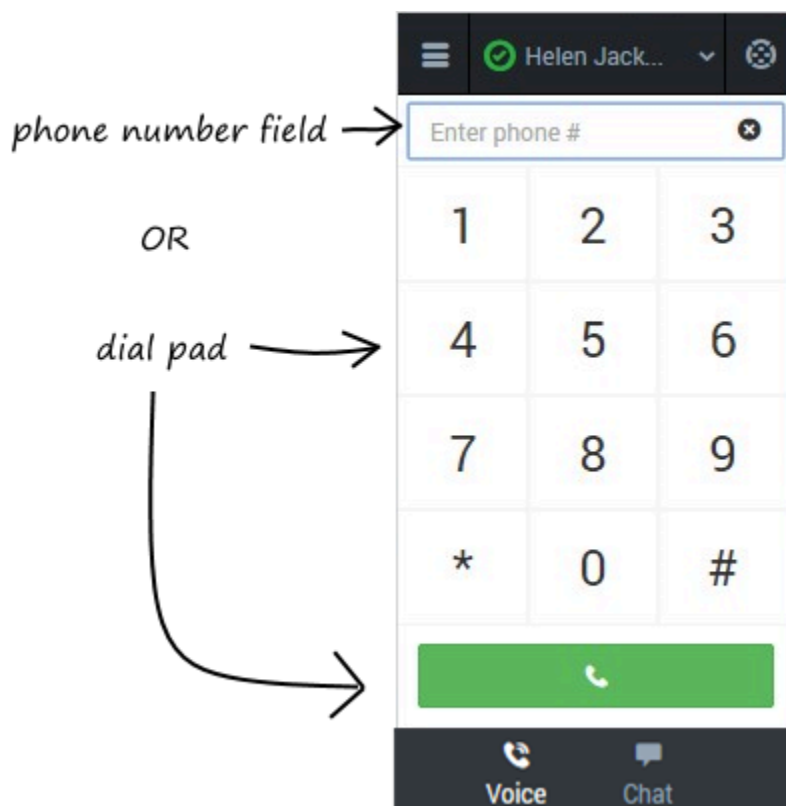 Helen Jack...
phone number field
Enter phone #
1 2 3
OR
dial pad
4 5 6
7 8 9
* 0 #
Voice Chat